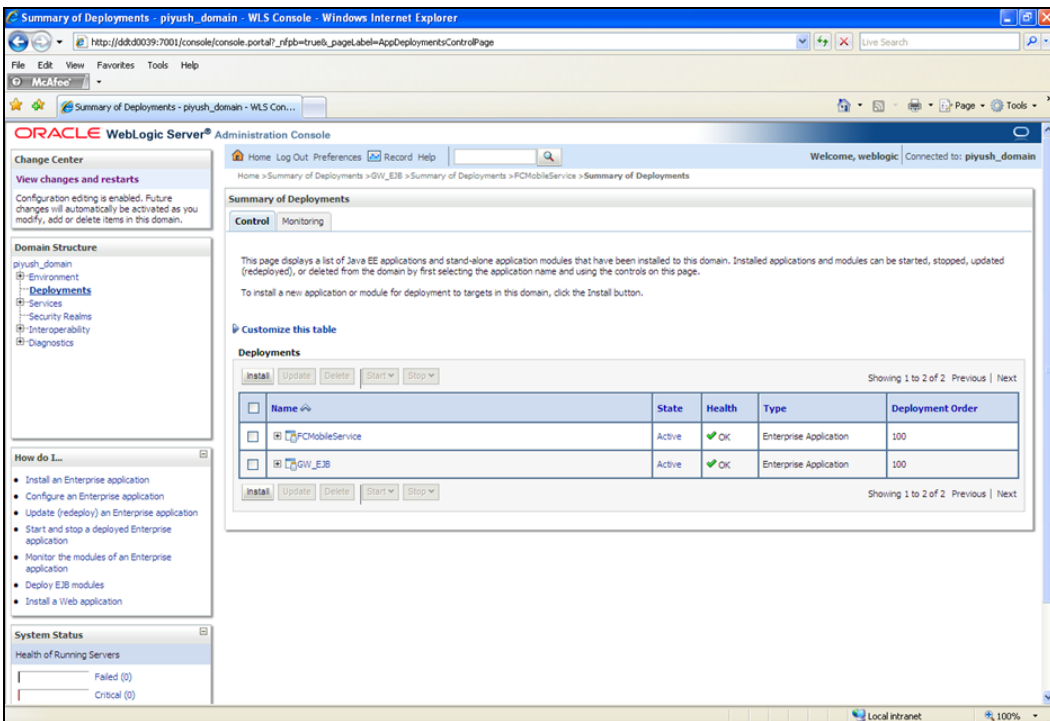 Summary of Deployments - piyush_domain - WLS Console - Windows Internet Explorer
http://ddtd0039:7001/console/console.portal?_nfpb=true&_pageLabel=AppDeploymentsControlPage
Live Search
File Edit View Favorites Tools Help
McAfee
Summary of Deployments - piyush_domain - WLS Con...
Page Tools
ORACLE WebLogic Server® Administration Console
Change Center
View changes and restarts
Configuration editing is enabled. Future
changes will automatically be activated as you
modify, add or delete items in this domain.
Domain Structure
piyush_domain
Environment
Deployments
Services
Security Realms
Interoperability
Diagnostics
How do I...
Install an Enterprise application
Configure an Enterprise application
Update (redeploy) an Enterprise application
Start and stop a deployed Enterprise
application
Monitor the modules of an Enterprise
application
Deploy EJB modules
Install a Web application
System Status
Health of Running Servers
Failed (0)
Critical (0)
Home Log Out Preferences Record Help
Welcome, weblogic Connected to: piyush_domain
Home >Summary of Deployments >GW_EJB >Summary of Deployments >FCMobileService >Summary of Deployments
Summary of Deployments
Control Monitoring
This page displays a list of Java EE applications and stand-alone application modules that have been installed to this domain. Installed applications and modules can be started, stopped, updated
(redeployed), or deleted from the domain by first selecting the application name and using the controls on this page.
To install a new application or module for deployment to targets in this domain, click the Install button.
Customize this table
Deployments
Install Update Delete Start Stop
Showing 1 to 2 of 2 Previous | Next
Name State Health Type Deployment Order
FCMobileService Active OK Enterprise Application 100
GW_EJB Active OK Enterprise Application 100
Install Update Delete Start Stop
Showing 1 to 2 of 2 Previous | Next
Local intranet
100%